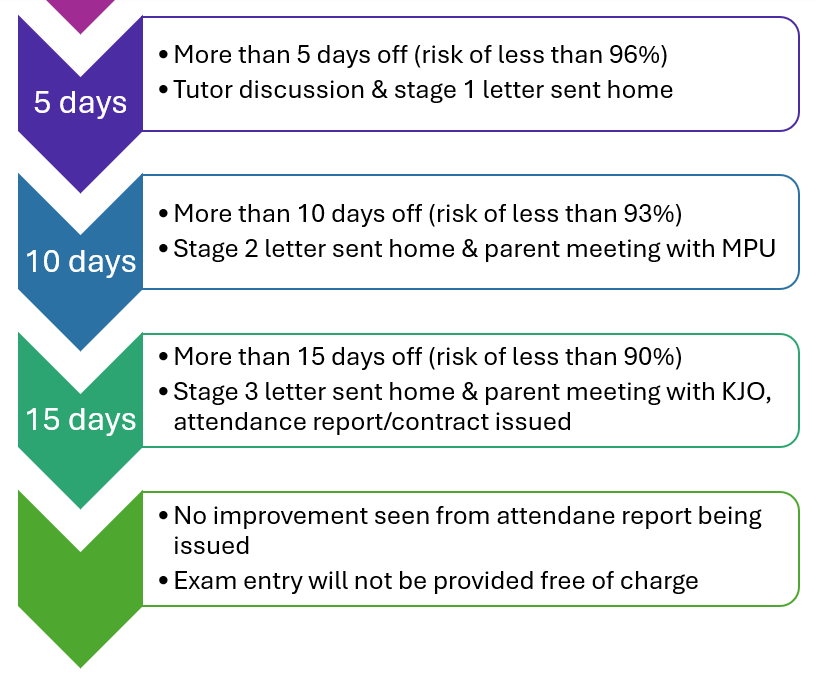 5 days
• More than 5 days off (risk of less than 96%)
• Tutor discussion & stage 1 letter sent home
10 days
• More than 10 days off (risk of less than 93%)
• Stage 2 letter sent home & parent meeting with MPU
15 days
• More than 15 days off (risk of less than 90%)
• Stage 3 letter sent home & parent meeting with KJO,
attendance report/contract issued
• No improvement seen from attendane report being
issued
• Exam entry will not be provided free of charge